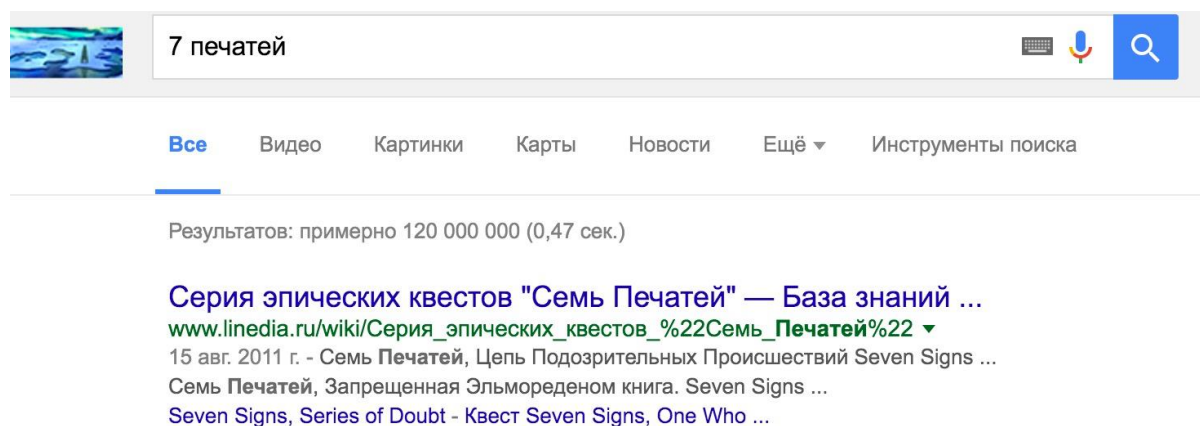 7 печатей
Все Видео Картинки Карты Новости Ещё Инструменты поиска
Результатов: примерно 120 000 000 (0,47 сек.)
Серия эпических квестов "Семь Печатей" — База знаний ...
www.linedia.ru/wiki/Серия_эпических_квестов_%22Семь_Печатей%22
15 авг. 2011 г. - Семь Печатей, Цепь Подозрительных Происшествий Seven Signs ...
Семь Печатей, Запрещенная Эльмореденом книга. Seven Signs ...
Seven Signs, Series of Doubt - Квест Seven Signs, One Who ...